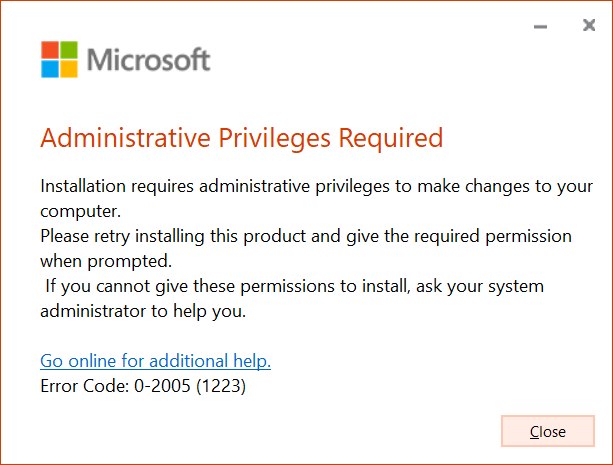 Microsoft
Administrative Privileges Required
Installation requires administrative privileges to make changes to your
computer.
Please retry installing this product and give the required permission
when prompted.
If you cannot give these permissions to install, ask your system
administrator to help you.
Go online for additional help.
Error Code: 0-2005 (1223)
Close